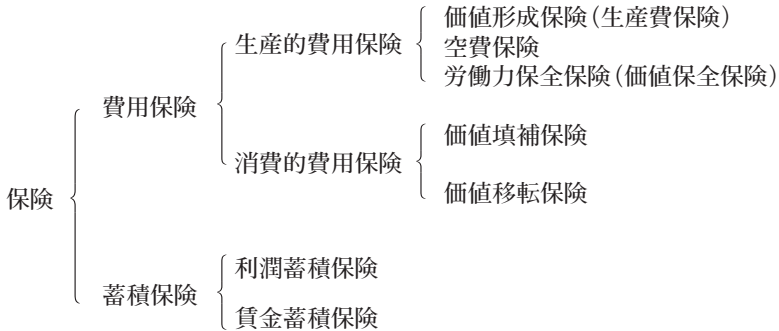 価値形成保険(生産費保険)
生産的費用保険
空費保険
労働力保全保険(価値保全保険)
費用保険
価値填補保険
消費的費用保険
価値移転保険
保険
利潤蓄積保険
蓄積保険
賃金蓄積保険